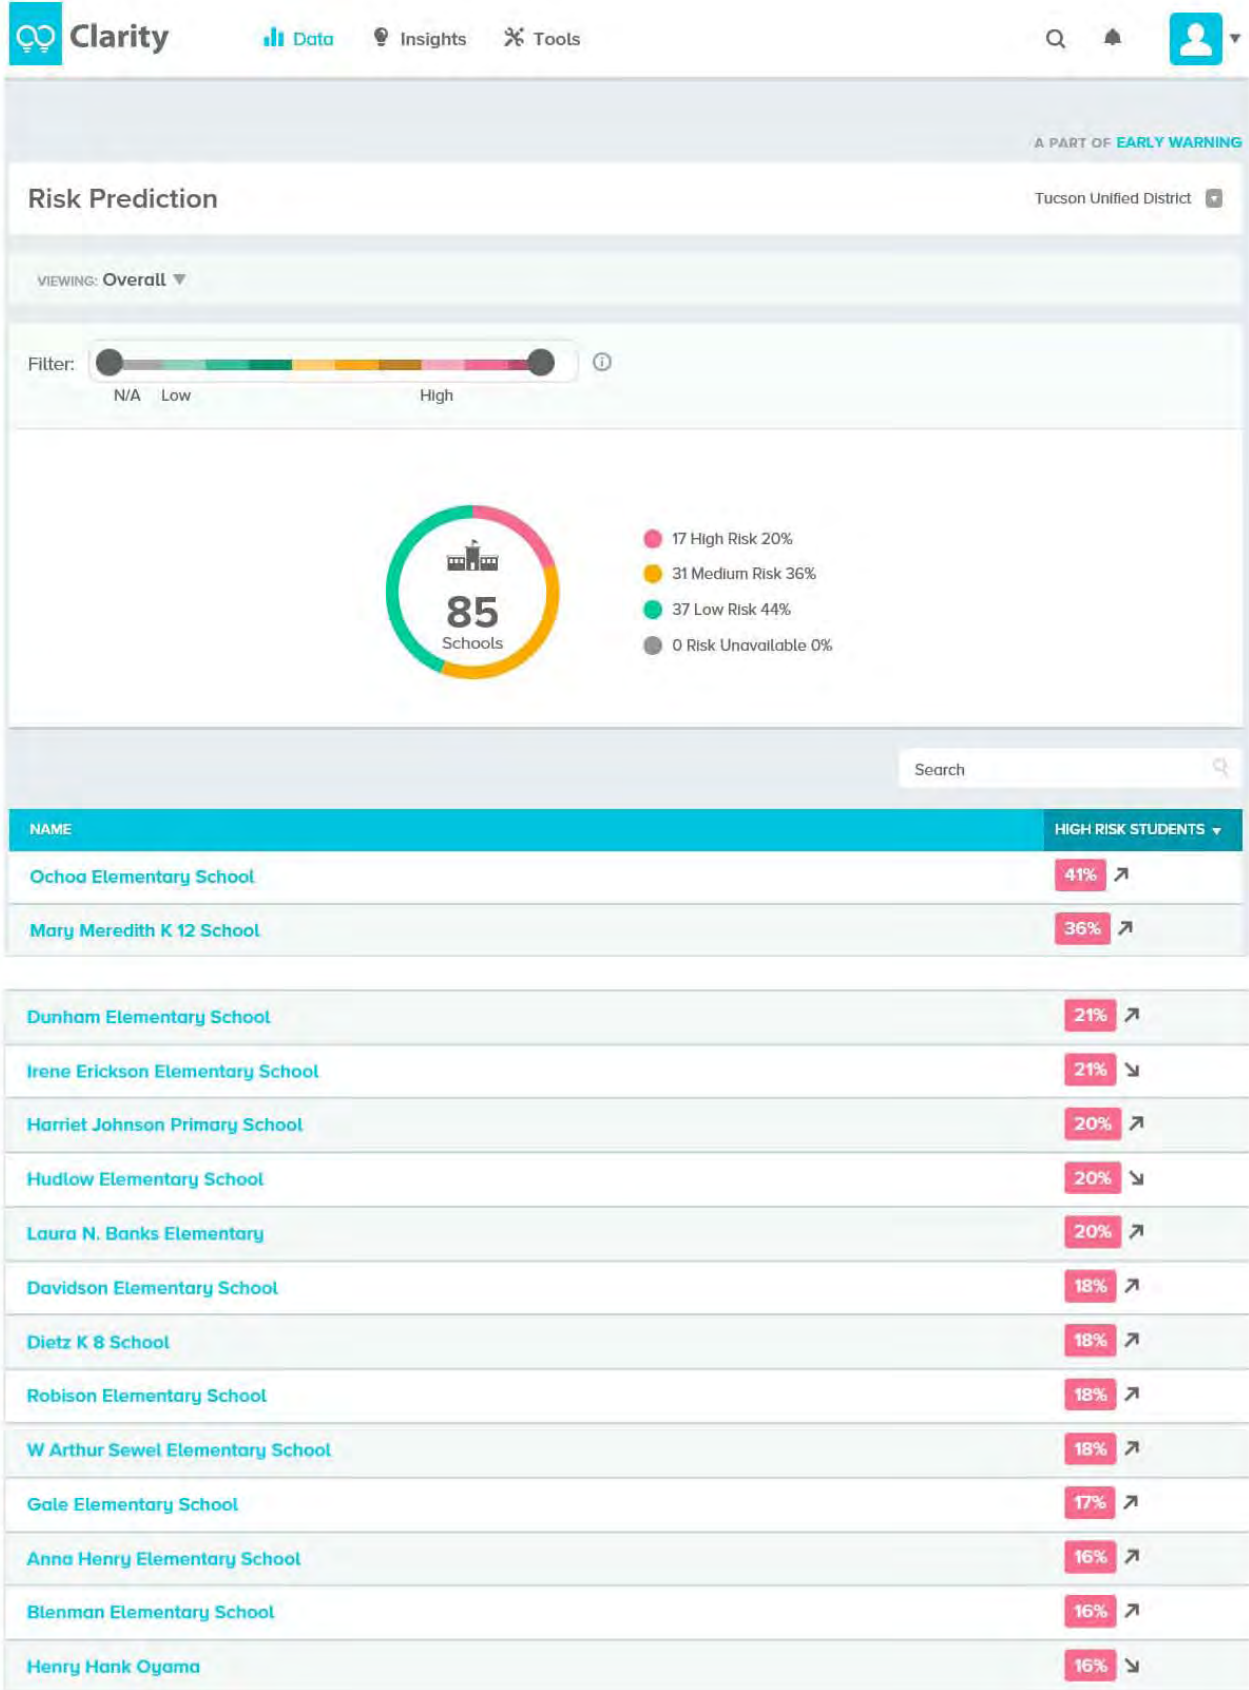 Clarity Data Insights Tools
A PART OF EARLY WARNING
Risk Prediction Tucson Unified District
VIEWING: Overall
Filter:
N/A Low High
17 High Risk 20%
31 Medium Risk 36%
85
37 Low Risk 44%
Schools
0 Risk Unavailable 0%
Search
NAME HIGH RISK STUDENTS
Ochoa Elementary School 41%
Mary Meredith K 12 School 36%
Dunham Elementary School 21%
Irene Erickson Elementary School 21%
Harriet Johnson Primary School 20%
Hudlow Elementary School 20%
Laura N. Banks Elementary 20%
Davidson Elementary School 18%
Dietz K 8 School 18%
Robison Elementary School 18%
W Arthur Sewel Elementary School 18%
Gale Elementary School 17%
Anna Henry Elementary School 16%
Blenman Elementary School 16%
Henry Hank Oyama 16%